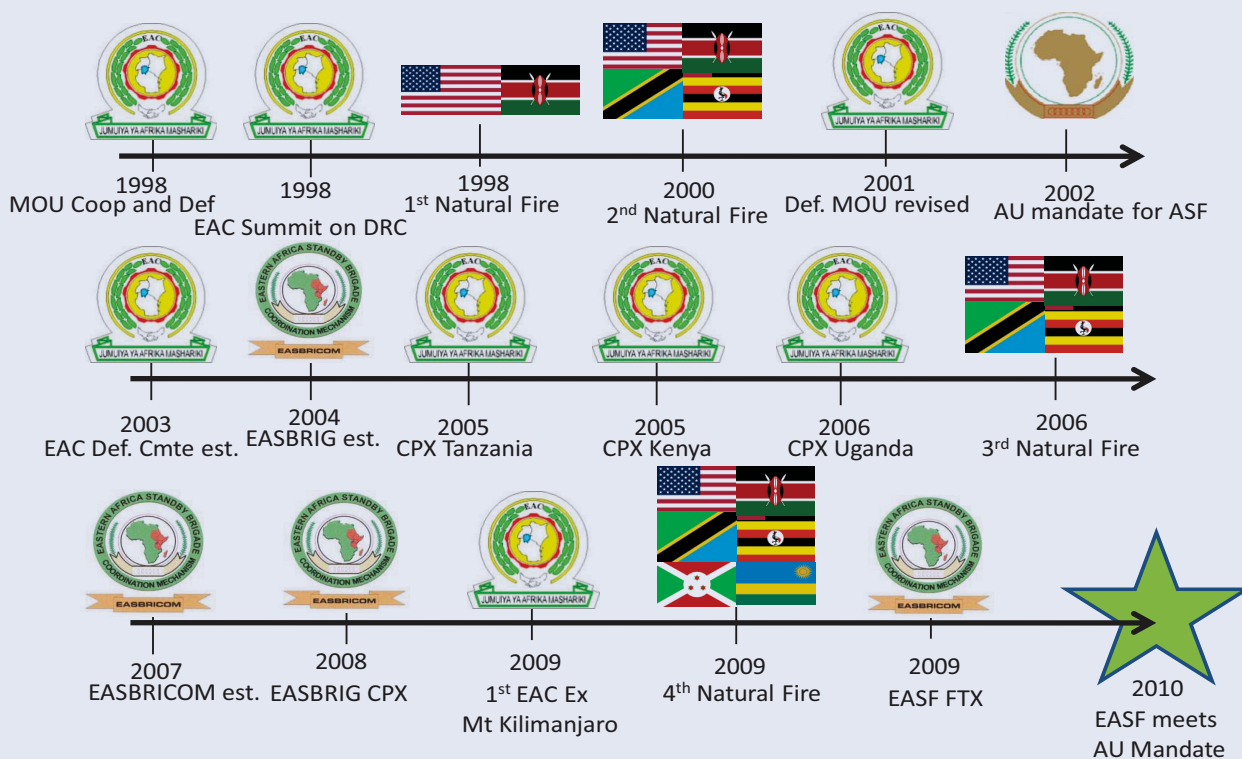 EAC
JUMUIYA YA AFRIKA MASHARIKI
EAC
JUMUIYA YA AFRIKA MASHARIKI
EAC
JUMUIYA YA AFRIKA MASHARIKI
1998
MOU Coop and Def
1998
EAC Summit on DRC
1998
1st Natural Fire
2000
2nd Natural Fire
2001
Def. MOU revised
2002
AU mandate for ASF
EAC
JUMUIYA YA AFRIKA MASHARIKI
EASTERN AFRICA STANDBY BRIGADE
COORDINATION MECHANISM
EASBRICOM
EAC
JUMUIYA YA AFRIKA MASHARIKI
EAC
JUMUIYA YA AFRIKA MASHARIKI
EAC
JUMUIYA YA AFRIKA MASHARIKI
2003
EAC Def. Cmte est.
2004
EASBRIG est.
2005
CPX Tanzania
2005
CPX Kenya
2006
CPX Uganda
2006
3rd Natural Fire
EASTERN AFRICA STANDBY BRIGADE
COORDINATION MECHANISM
EASBRICOM
EASTERN AFRICA STANDBY BRIGADE
COORDINATION MECHANISM
EASBRICOM
EAC
JUMUIYA YA AFRIKA MASHARIKI
EASTERN AFRICA STANDBY BRIGADE
COORDINATION MECHANISM
EASBRICOM
2007
EASBRICOM est.
2008
EASBRIG CPX
2009
1st EAC Ex
Mt Kilimanjaro
2009
4th Natural Fire
2009
EASF FTX
2010
EASF meets
AU Mandate